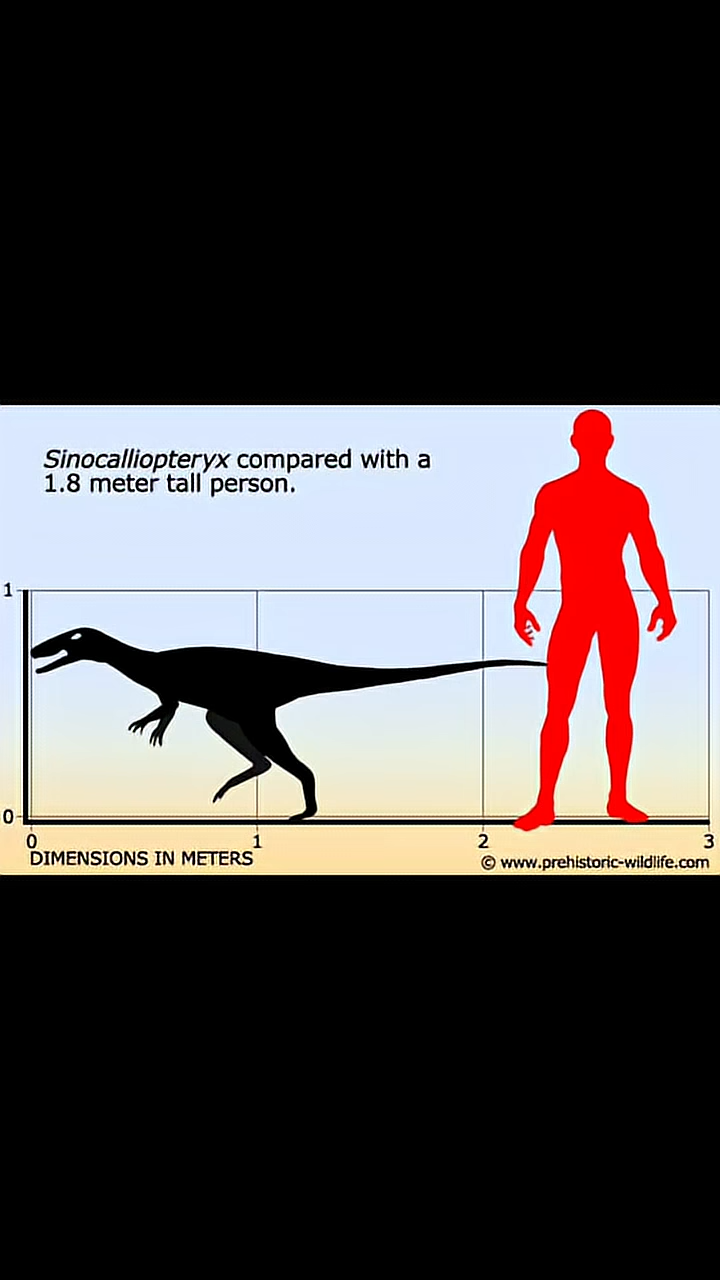 Sinocalliopteryx compared with a
1.8 meter tall person.
1
0
0 1 2 3
DIMENSIONS IN METERS
© www.prehistoric-wildlife.com